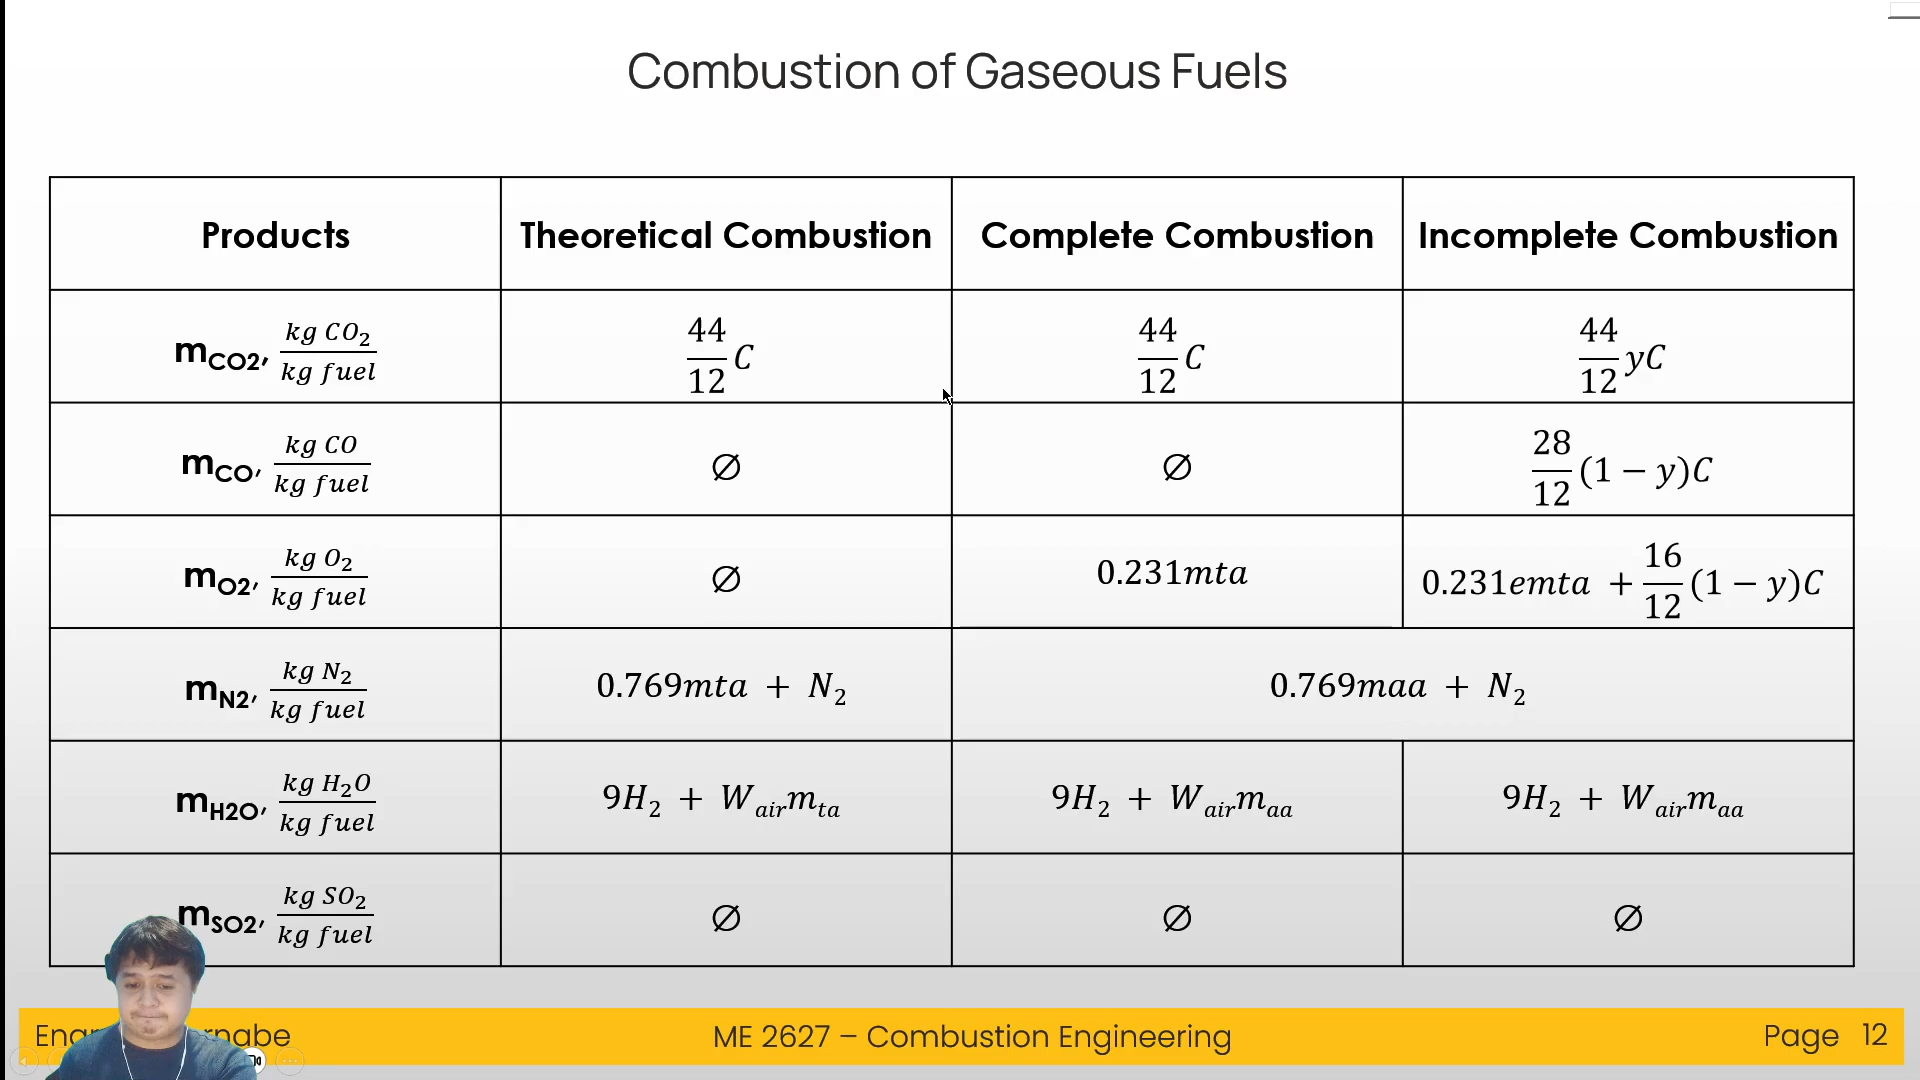 Combustion of Gaseous Fuels
Products Theoretical Combustion Complete Combustion Incomplete Combustion
m_CO2, kg CO₂/kg fuel 44/12 C 44/12 C 44/12 yC
m_CO, kg CO/kg fuel ∅ ∅ 28/12 (1 − y)C
m_O2, kg O₂/kg fuel ∅ 0.231mta 0.231emta + 16/12 (1 − y)C
m_N2, kg N₂/kg fuel 0.769mta + N₂ 0.769maa + N₂
m_H2O, kg H₂O/kg fuel 9H₂ + W_air m_ta 9H₂ + W_air m_aa 9H₂ + W_air m_aa
m_SO2, kg SO₂/kg fuel ∅ ∅ ∅
ME 2627 – Combustion Engineering
Page 12